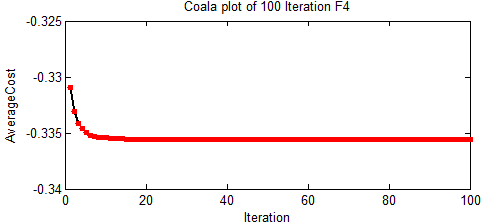 Coala plot of 100 Iteration F4
-0.325
-0.33
-0.335
-0.34
AverageCost
0 20 40 60 80 100
Iteration